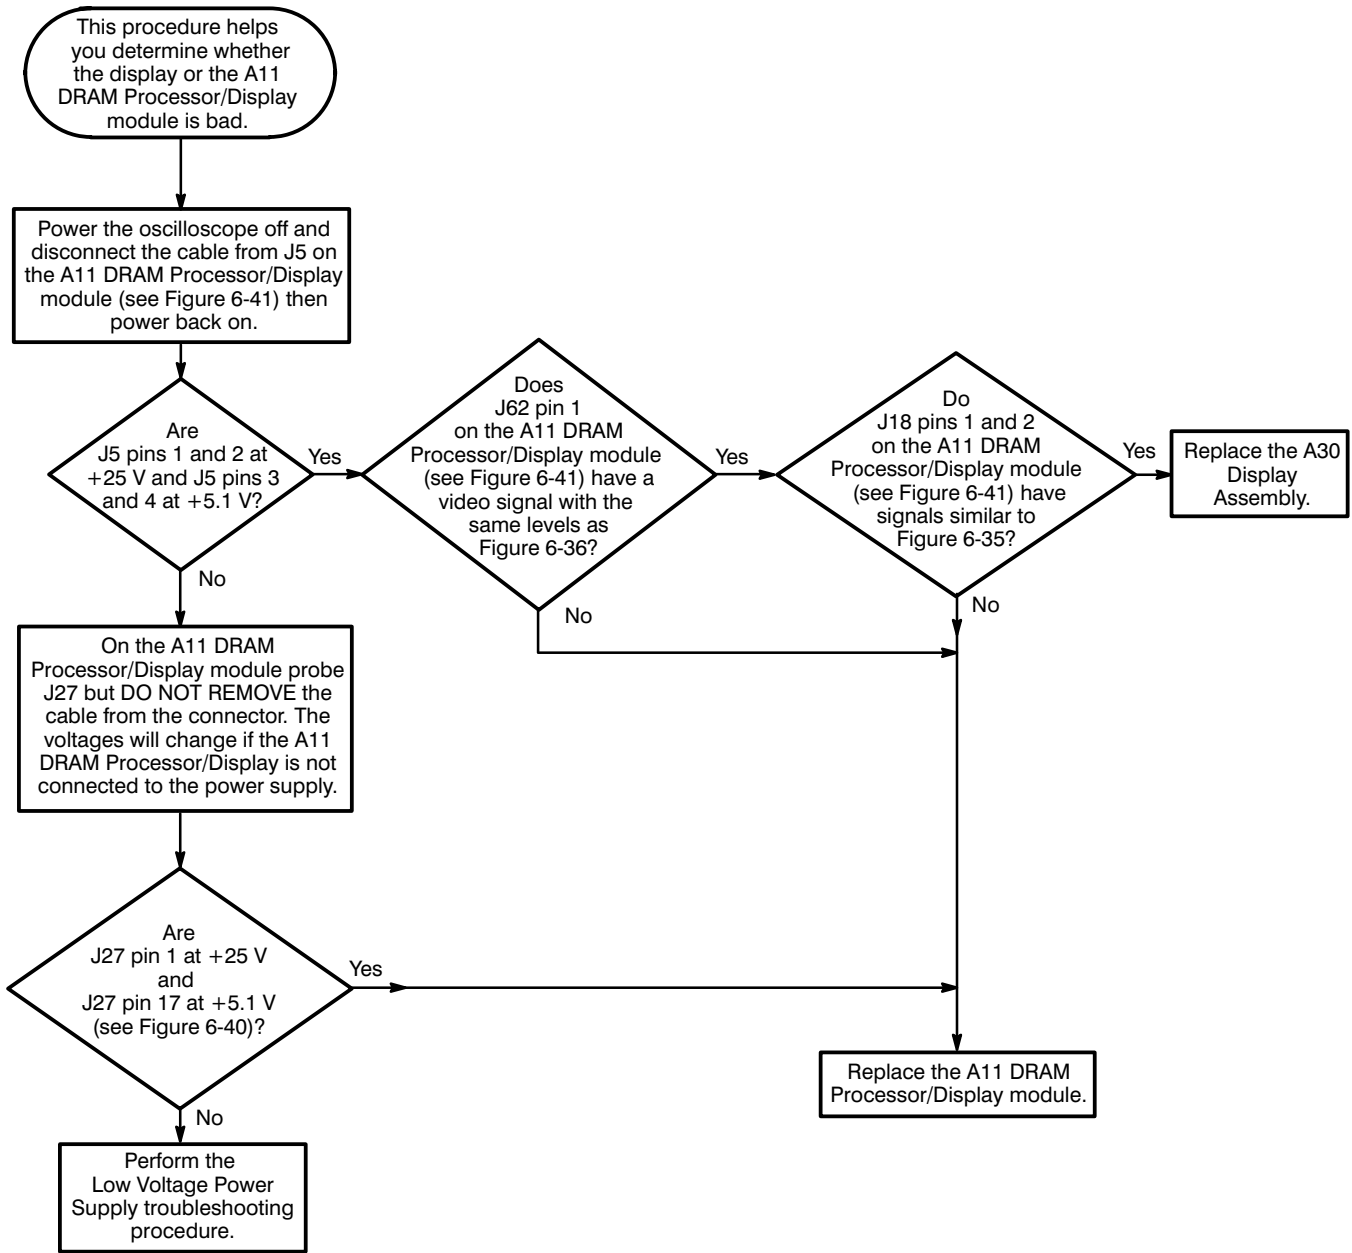 This procedure helps
you determine whether
the display or the A11
DRAM Processor/Display
module is bad.
Power the oscilloscope off and
disconnect the cable from J5 on
the A11 DRAM Processor/Display
module (see Figure 6-41) then
power back on.
Are
J5 pins 1 and 2 at
+25 V and J5 pins 3
and 4 at +5.1 V?
Yes
No
Does
J62 pin 1
on the A11 DRAM
Processor/Display module
(see Figure 6-41) have a
video signal with the
same levels as
Figure 6-36?
Yes
No
Do
J18 pins 1 and 2
on the A11 DRAM
Processor/Display module
(see Figure 6-41) have
signals similar to
Figure 6-35?
Yes
No
Replace the A30
Display
Assembly.
On the A11 DRAM
Processor/Display module probe
J27 but DO NOT REMOVE the
cable from the connector. The
voltages will change if the A11
DRAM Processor/Display is not
connected to the power supply.
Are
J27 pin 1 at +25 V
and
J27 pin 17 at +5.1 V
(see Figure 6-40)?
Yes
No
Replace the A11 DRAM
Processor/Display module.
Perform the
Low Voltage Power
Supply troubleshooting
procedure.